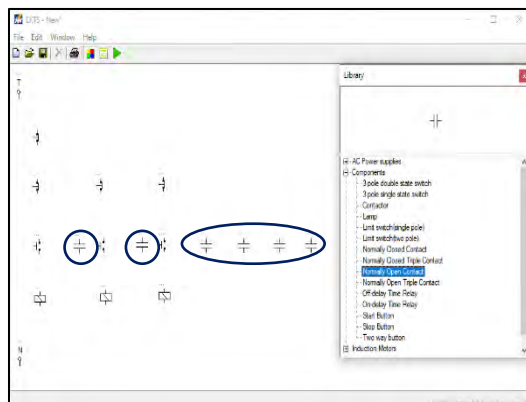 EKTS - New*
File Edit Window Help
Library
T
AC Power supplies
Components
3 pole double state switch
3 pole single state switch
Contactor
Lamp
Limit switch(single pole)
Limit switch(two pole)
Normally Closed Contact
Normally Closed Triple Contact
Normally Open Contact
Normally Open Triple Contact
Off-delay Time Relay
On-delay Time Relay
Start Button
Stop Button
Two way button
Induction Motors
N